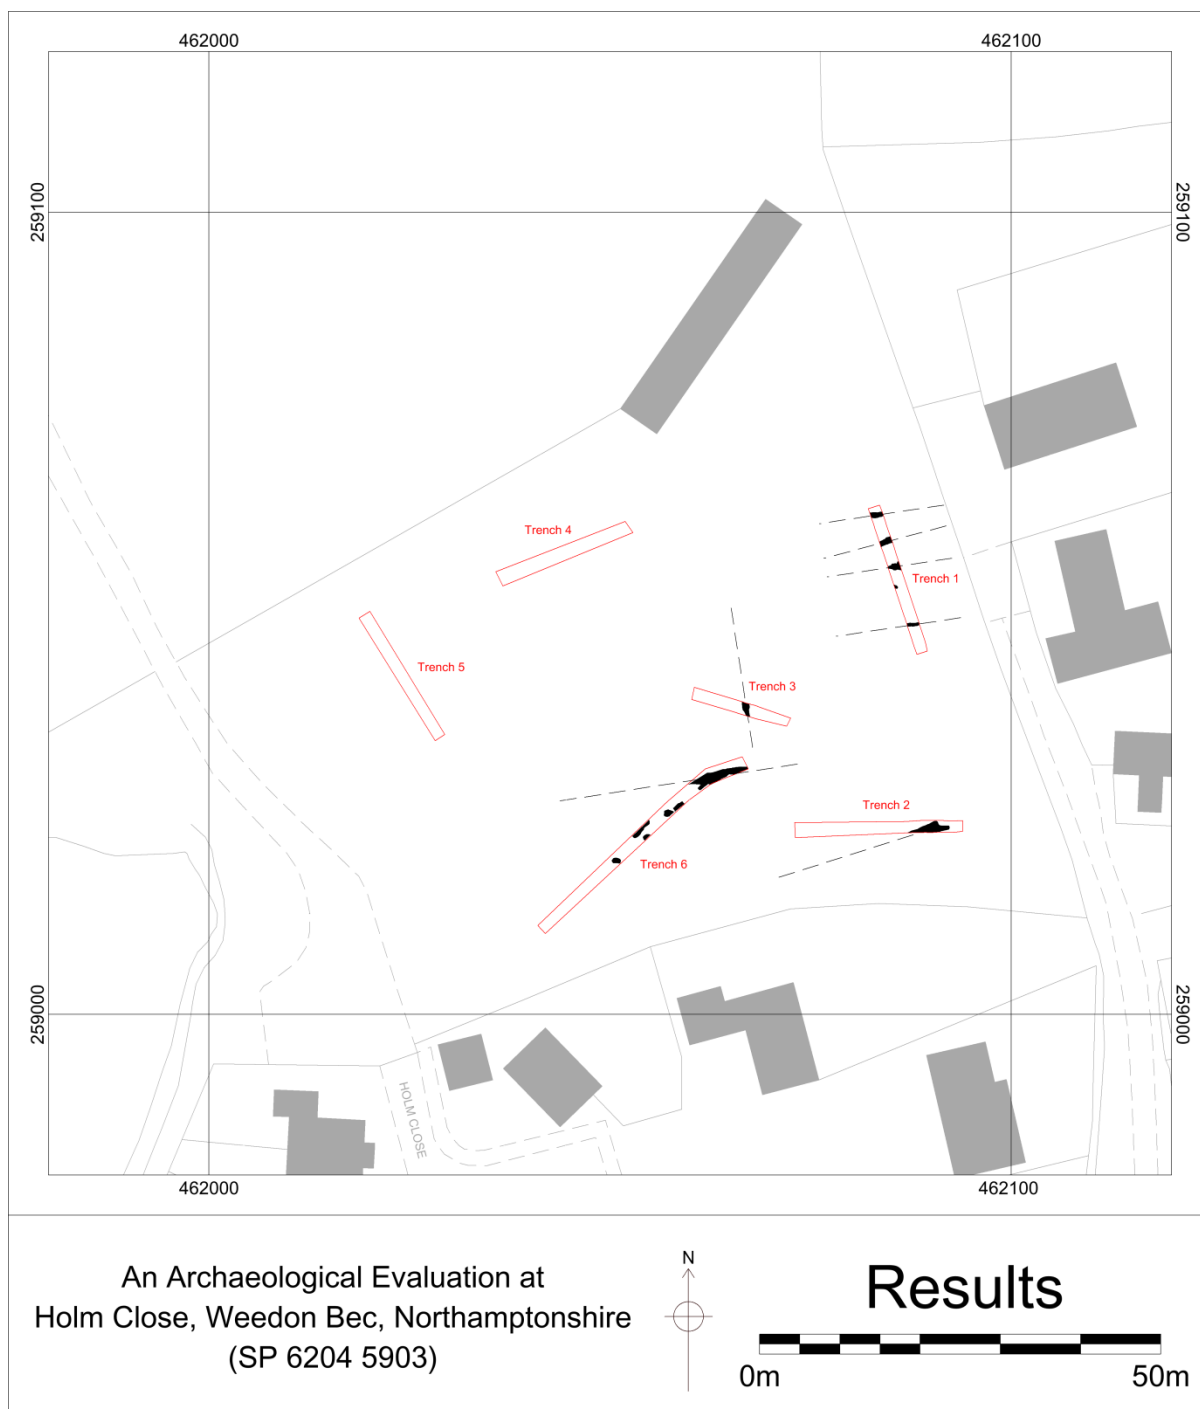 462000
462100
259100
259100
Trench 4
Trench 1
Trench 5
Trench 3
Trench 2
Trench 6
259000
259000
HOLM CLOSE
462000
462100
An Archaeological Evaluation at
Holm Close, Weedon Bec, Northamptonshire
(SP 6204 5903)
N
Results
0m
50m